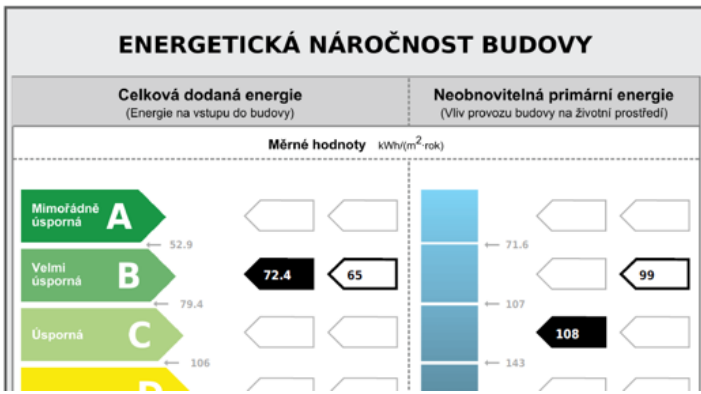 ENERGETICKÁ NÁROČNOST BUDOVY
Celková dodaná energie
(Energie na vstupu do budovy)
Neobnovitelná primární energie
(Vliv provozu budovy na životní prostředí)
Měrné hodnoty kWh/(m²·rok)
Mimořádně
úsporná
A
52.9
71.6
Velmi
úsporná
B
72.4
65
99
79.4
107
Úsporná
C
108
106
143
D